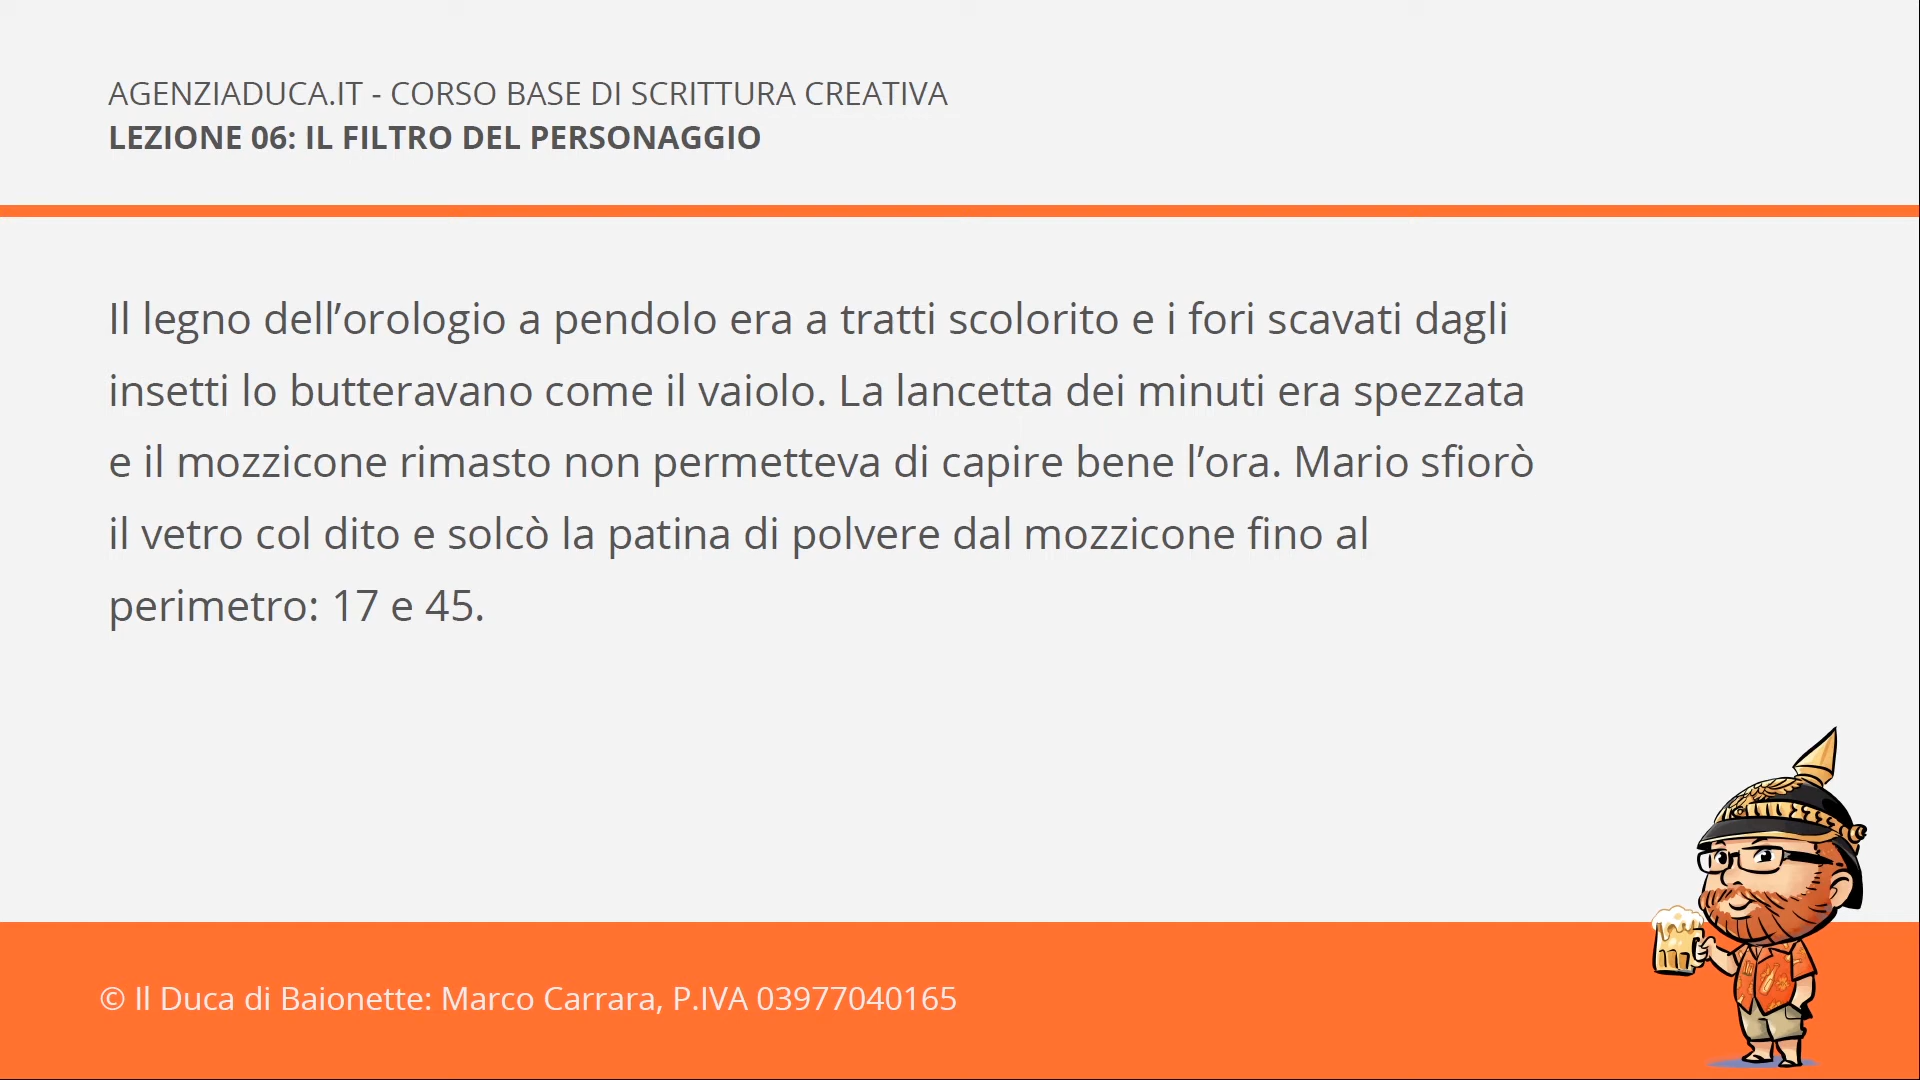 AGENZIADUCA.IT - CORSO BASE DI SCRITTURA CREATIVA
LEZIONE 06: IL FILTRO DEL PERSONAGGIO
Il legno dell’orologio a pendolo era a tratti scolorito e i fori scavati dagli
insetti lo butteravano come il vaiolo. La lancetta dei minuti era spezzata
e il mozzicone rimasto non permetteva di capire bene l’ora. Mario sfiorò
il vetro col dito e solcò la patina di polvere dal mozzicone fino al
perimetro: 17 e 45.
© Il Duca di Baionette: Marco Carrara, P.IVA 03977040165